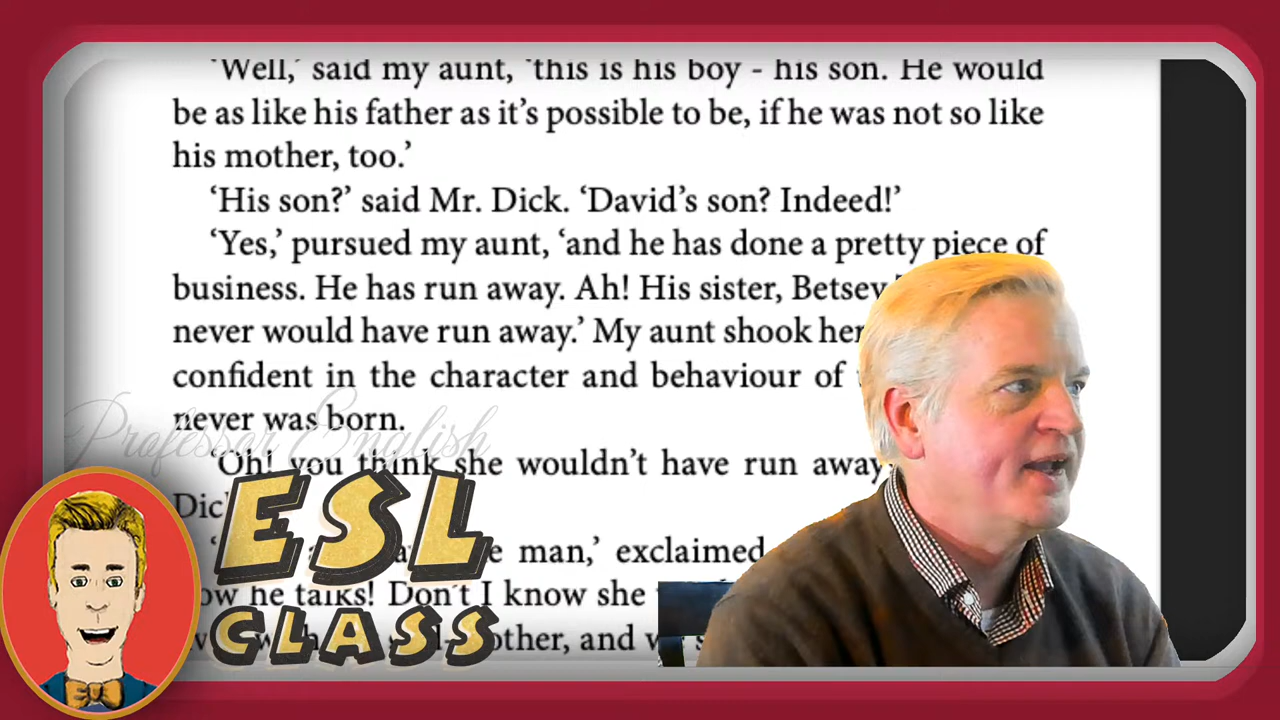 'Well,' said my aunt, 'this is his boy - his son. He would
be as like his father as it's possible to be, if he was not so like
his mother, too.'
'His son?' said Mr. Dick. 'David's son? Indeed!'
'Yes,' pursued my aunt, 'and he has done a pretty piece of
business. He has run away. Ah! His sister, Betsey
never would have run away.' My aunt shook her
confident in the character and behaviour of
never was born.
'Oh! you think she wouldn't have run away
man,' exclaimed
how he talks! Don't I know she
and
Professor English
ESL
CLASS